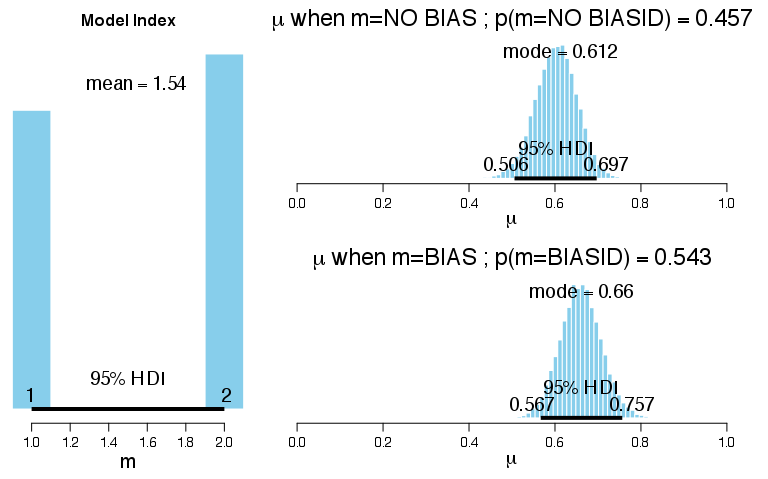 Model Index
mean = 1.54
95% HDI
1 2
1.0 1.2 1.4 1.6 1.8 2.0
m
μ when m=NO BIAS ; p(m=NO BIASID) = 0.457
mode = 0.612
95% HDI
0.506 0.697
0.0 0.2 0.4 0.6 0.8 1.0
μ
μ when m=BIAS ; p(m=BIASID) = 0.543
mode = 0.66
95% HDI
0.567 0.757
0.0 0.2 0.4 0.6 0.8 1.0
μ